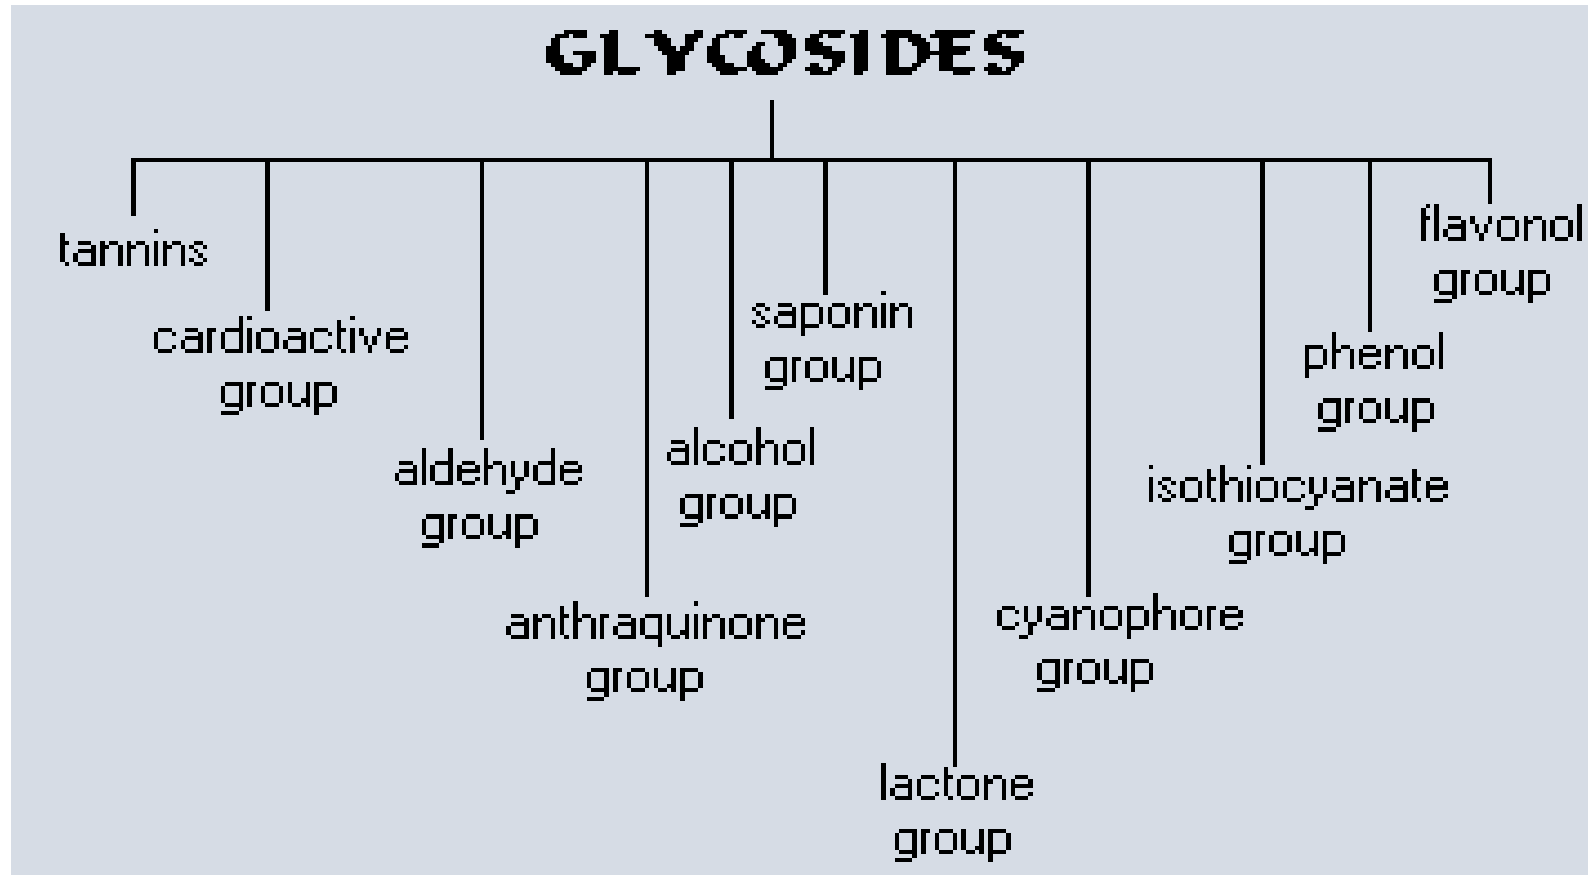 GLYCOSIDES
tannins
cardioactive
group
aldehyde
group
anthraquinone
group
alcohol
group
saponin
group
lactone
group
cyanophore
group
isothiocyanate
group
phenol
group
flavonol
group